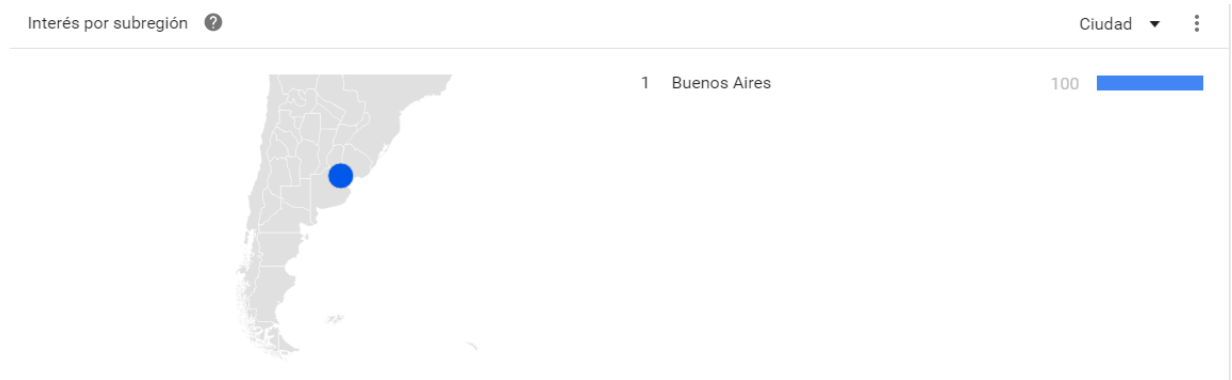 Interés por subregión ?
Ciudad
1 Buenos Aires 100